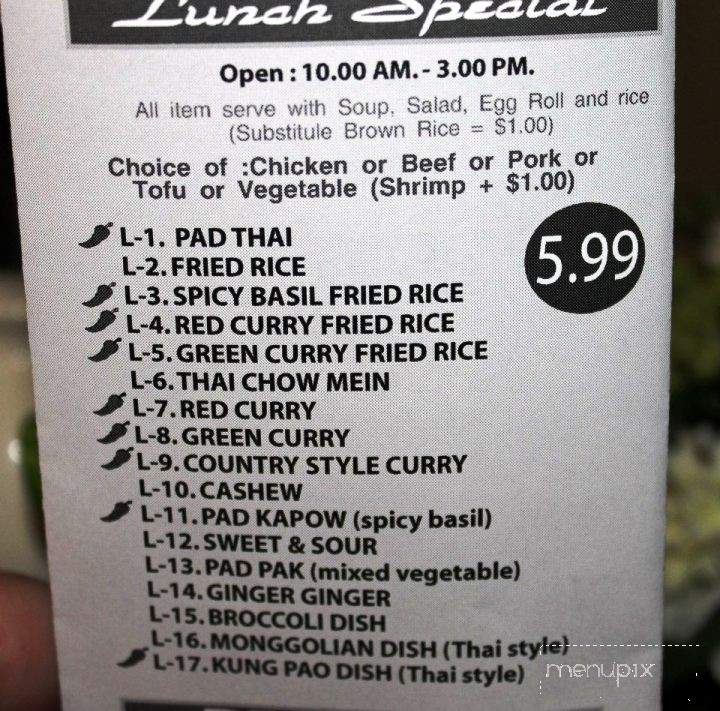 Lunch Special
Open : 10.00 AM. - 3.00 PM.
All item serve with Soup, Salad, Egg Roll and rice
(Substitule Brown Rice = $1.00)
Choice of :Chicken or Beef or Pork or
Tofu or Vegetable (Shrimp + $1.00)
5.99
L-1. PAD THAI
L-2. FRIED RICE
L-3. SPICY BASIL FRIED RICE
L-4. RED CURRY FRIED RICE
L-5. GREEN CURRY FRIED RICE
L-6. THAI CHOW MEIN
L-7. RED CURRY
L-8. GREEN CURRY
L-9. COUNTRY STYLE CURRY
L-10. CASHEW
L-11. PAD KAPOW (spicy basil)
L-12. SWEET & SOUR
L-13. PAD PAK (mixed vegetable)
L-14. GINGER GINGER
L-15. BROCCOLI DISH
L-16. MONGGOLIAN DISH (Thai style)
L-17. KUNG PAO DISH (Thai style)
menupix